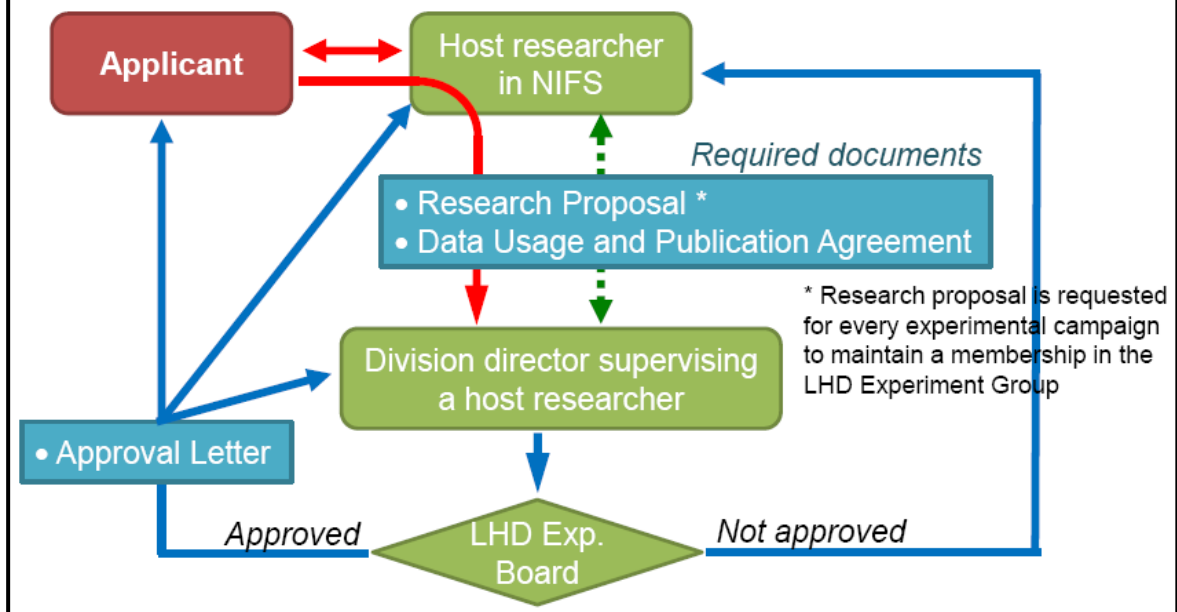 Applicant
Host researcher
in NIFS
Required documents
• Research Proposal *
• Data Usage and Publication Agreement
* Research proposal is requested
for every experimental campaign
to maintain a membership in the
LHD Experiment Group
Division director supervising
a host researcher
• Approval Letter
Approved
LHD Exp.
Board
Not approved